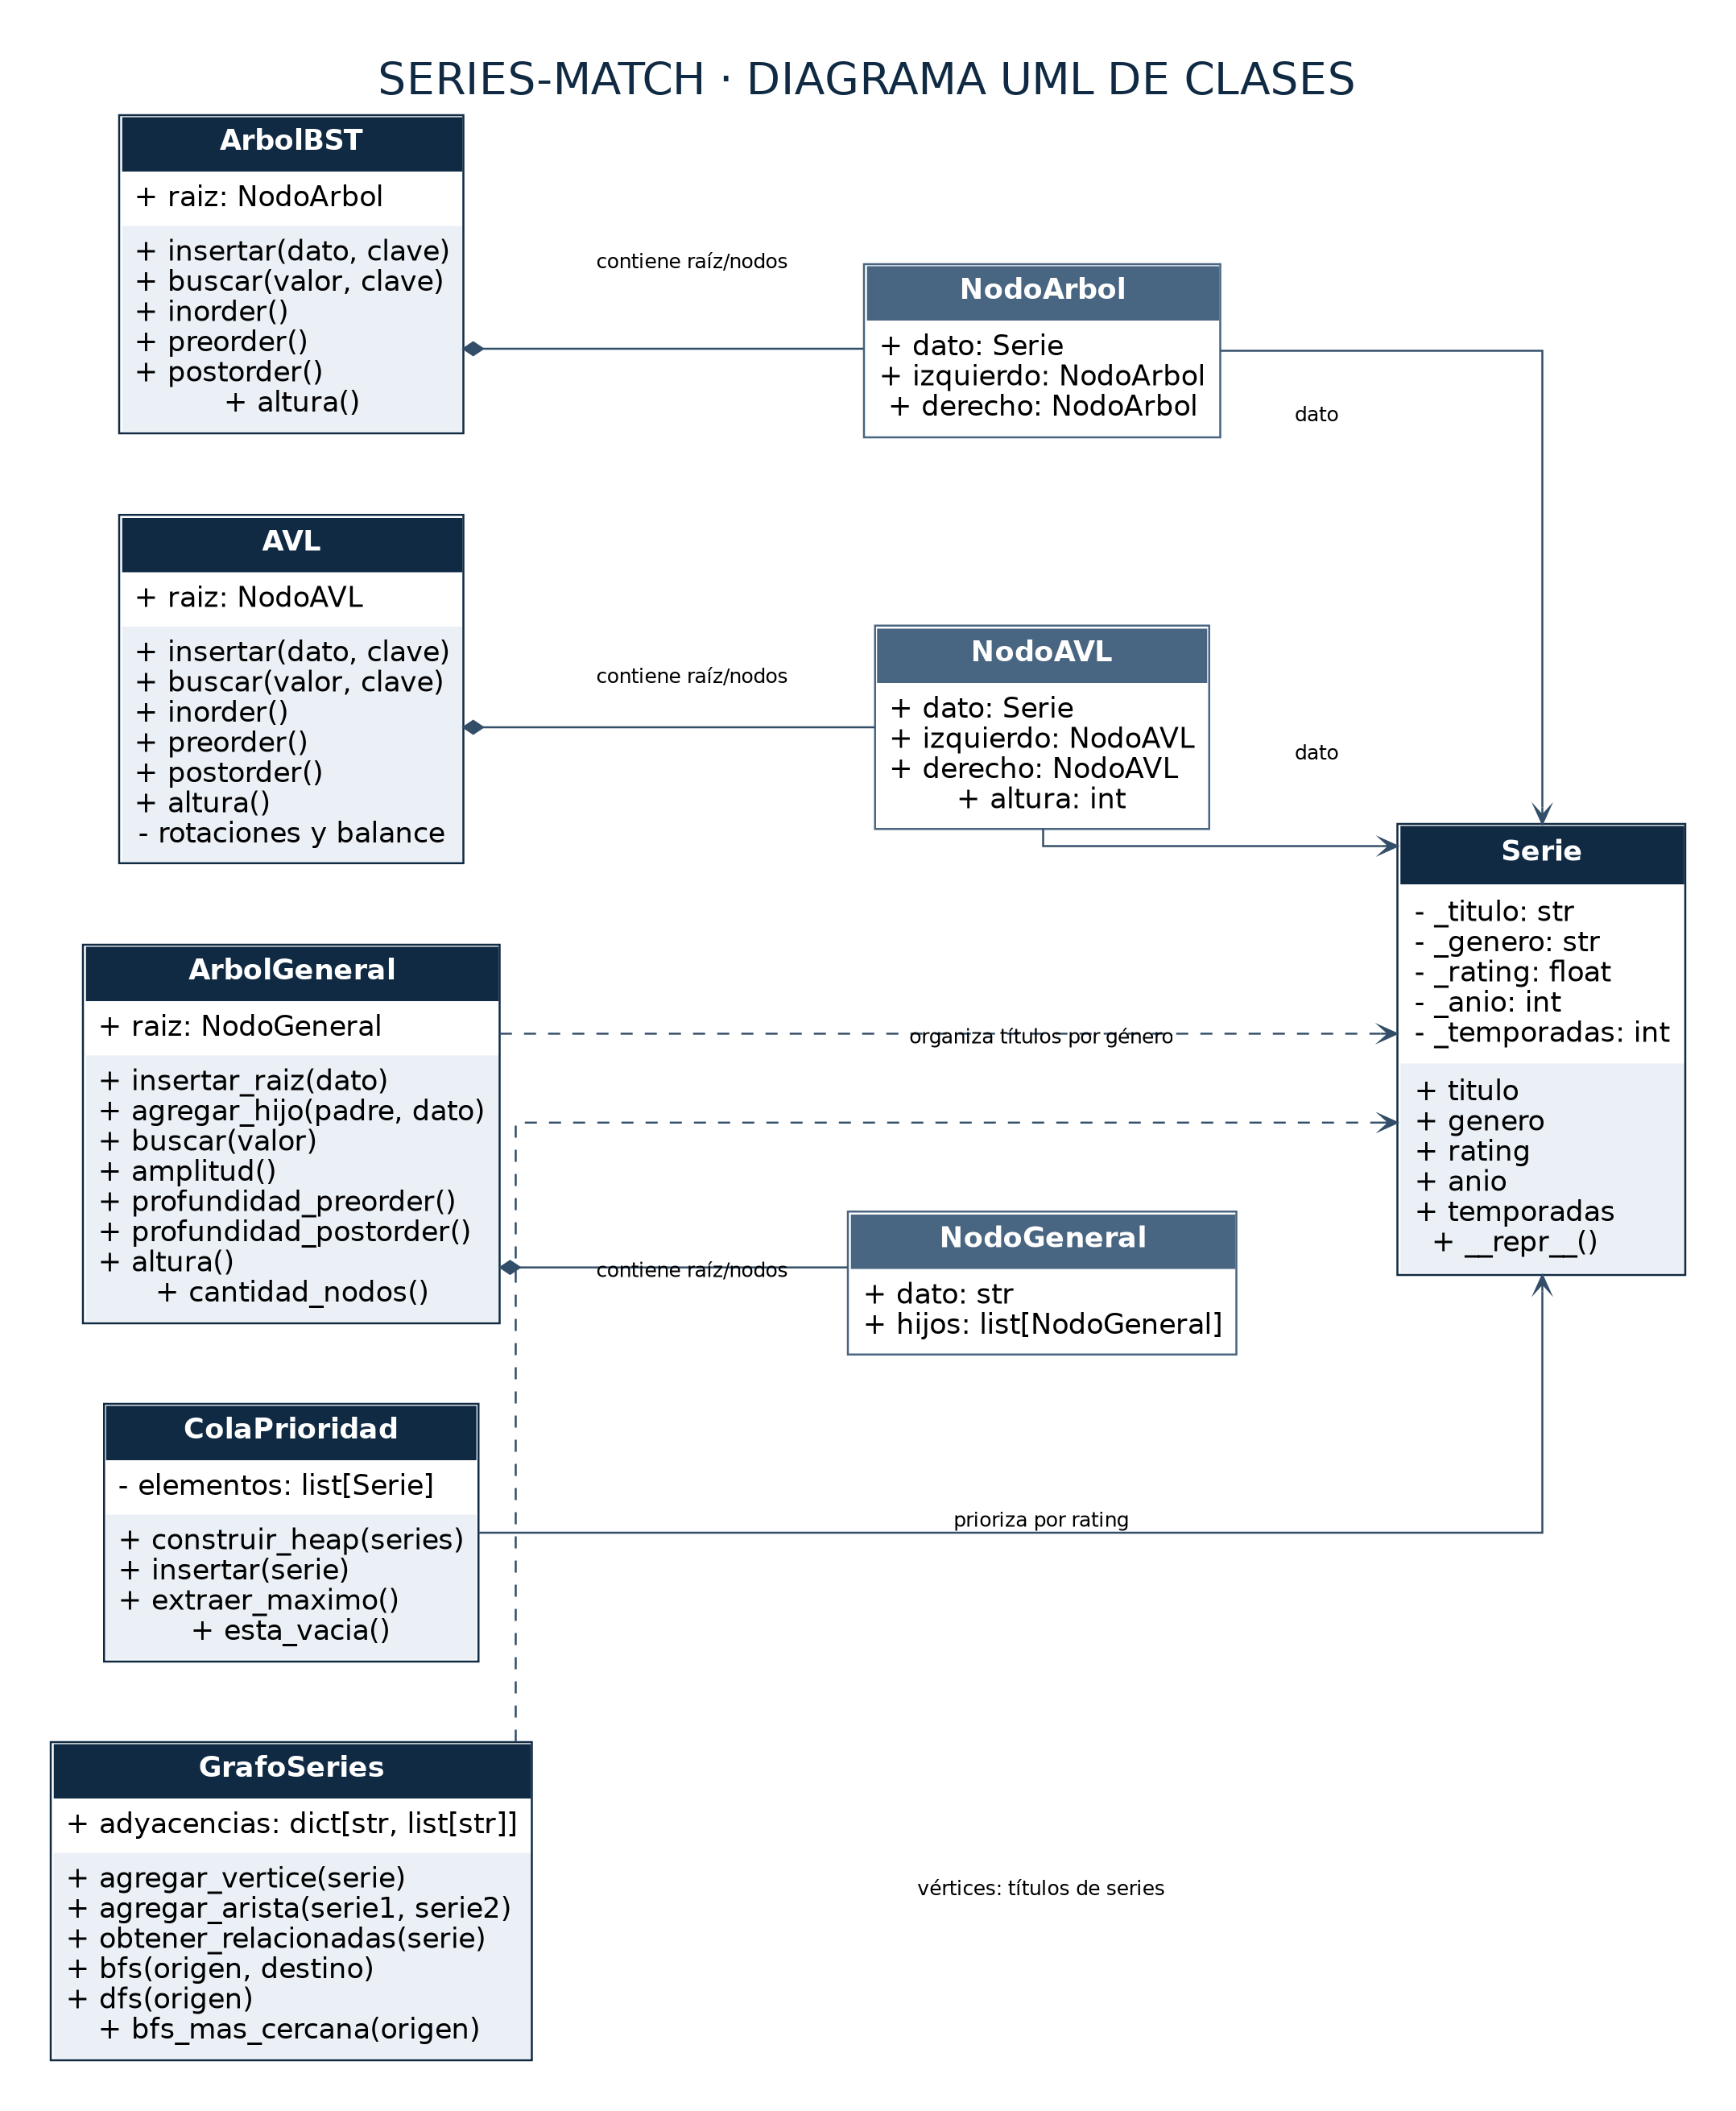 SERIES-MATCH · DIAGRAMA UML DE CLASES
ArbolBST
+ raiz: NodoArbol
+ insertar(dato, clave)
+ buscar(valor, clave)
+ inorder()
+ preorder()
+ postorder()
+ altura()
contiene raíz/nodos
NodoArbol
+ dato: Serie
+ izquierdo: NodoArbol
+ derecho: NodoArbol
dato
AVL
+ raiz: NodoAVL
+ insertar(dato, clave)
+ buscar(valor, clave)
+ inorder()
+ preorder()
+ postorder()
+ altura()
- rotaciones y balance
contiene raíz/nodos
NodoAVL
+ dato: Serie
+ izquierdo: NodoAVL
+ derecho: NodoAVL
+ altura: int
dato
Serie
- _titulo: str
- _genero: str
- _rating: float
- _anio: int
- _temporadas: int
+ titulo
+ genero
+ rating
+ anio
+ temporadas
+ __repr__()
ArbolGeneral
+ raiz: NodoGeneral
+ insertar_raiz(dato)
+ agregar_hijo(padre, dato)
+ buscar(valor)
+ amplitud()
+ profundidad_preorder()
+ profundidad_postorder()
+ altura()
+ cantidad_nodos()
organiza títulos por género
contiene raíz/nodos
NodoGeneral
+ dato: str
+ hijos: list[NodoGeneral]
ColaPrioridad
- elementos: list[Serie]
+ construir_heap(series)
+ insertar(serie)
+ extraer_maximo()
+ esta_vacia()
prioriza por rating
GrafoSeries
+ adyacencias: dict[str, list[str]]
+ agregar_vertice(serie)
+ agregar_arista(serie1, serie2)
+ obtener_relacionadas(serie)
+ bfs(origen, destino)
+ dfs(origen)
+ bfs_mas_cercana(origen)
vértices: títulos de series